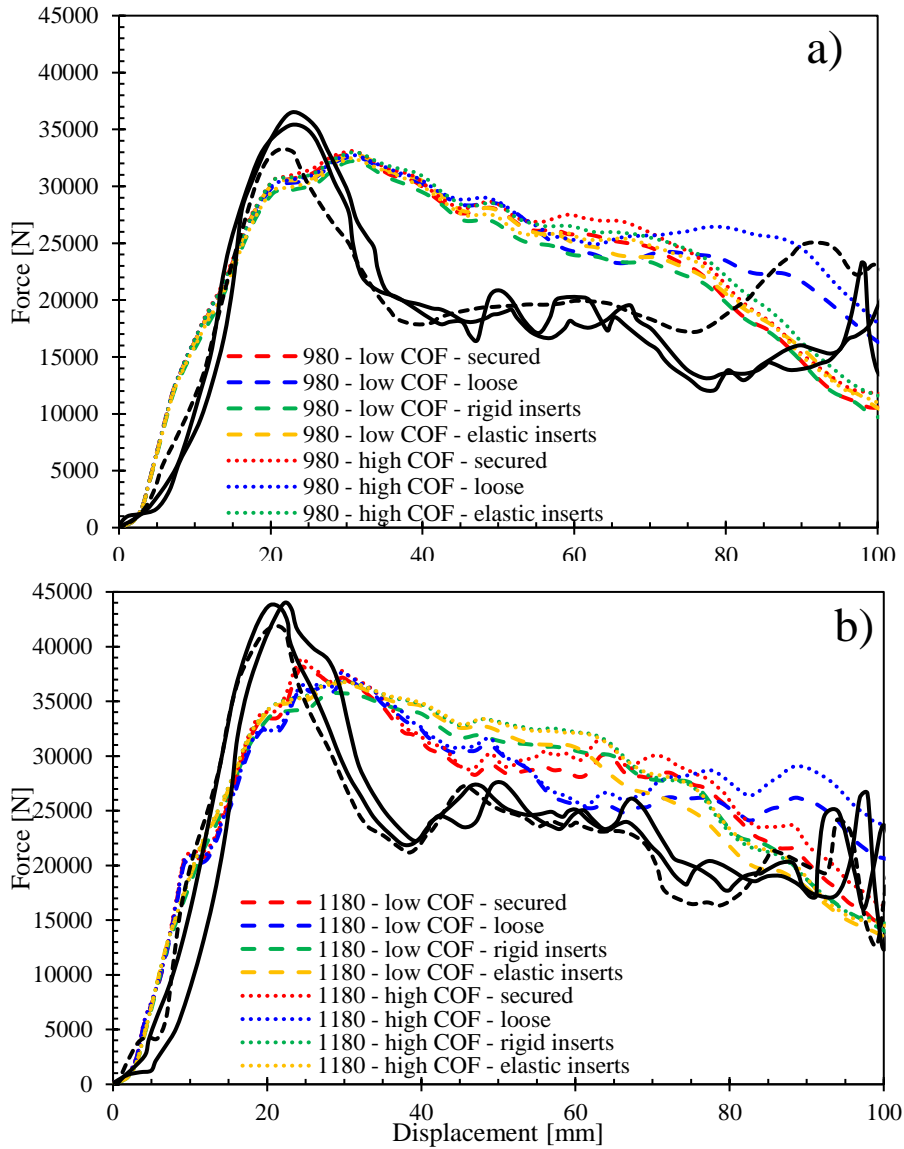 a)
45000
40000
35000
30000
25000
20000
15000
10000
5000
0
Force [N]
980 - low COF - secured
980 - low COF - loose
980 - low COF - rigid inserts
980 - low COF - elastic inserts
980 - high COF - secured
980 - high COF - loose
980 - high COF - elastic inserts
0 20 40 60 80 100
b)
45000
40000
35000
30000
25000
20000
15000
10000
5000
0
Force [N]
1180 - low COF - secured
1180 - low COF - loose
1180 - low COF - rigid inserts
1180 - low COF - elastic inserts
1180 - high COF - secured
1180 - high COF - loose
1180 - high COF - rigid inserts
1180 - high COF - elastic inserts
0 20 40 60 80 100
Displacement [mm]